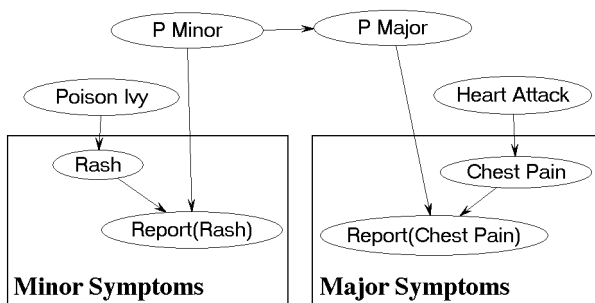 P Minor
P Major
Poison Ivy
Heart Attack
Rash
Chest Pain
Report(Rash)
Report(Chest Pain)
Minor Symptoms
Major Symptoms